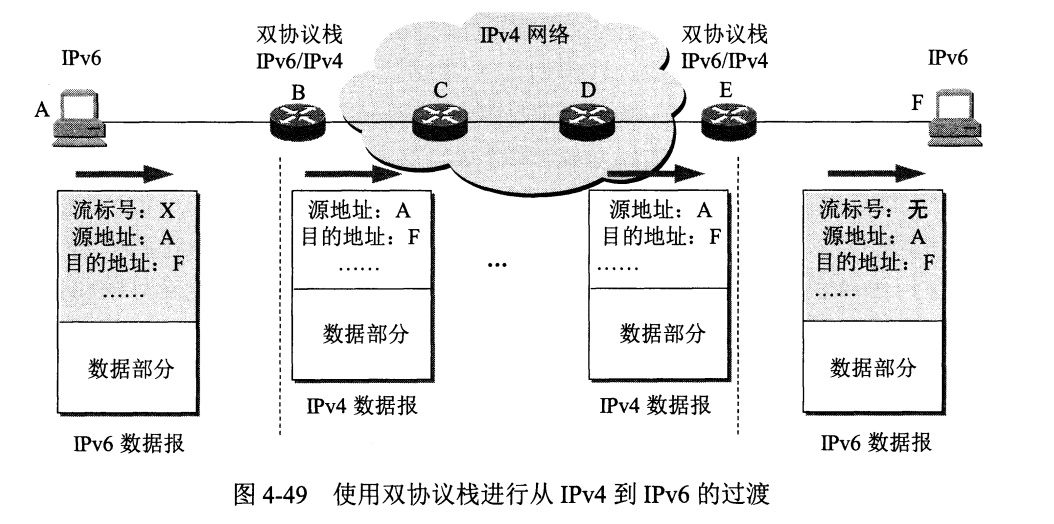 IPv6
双协议栈
IPv6/IPv4
IPv4 网络
双协议栈
IPv6/IPv4
IPv6
A
B
C
D
E
F
流标号：X
源地址：A
目的地址：F
……
数据部分
IPv6 数据报
源地址：A
目的地址：F
……
数据部分
IPv4 数据报
…
源地址：A
目的地址：F
……
数据部分
IPv4 数据报
流标号：无
源地址：A
目的地址：F
……
数据部分
IPv6 数据报
图 4-49 使用双协议栈进行从 IPv4 到 IPv6 的过渡